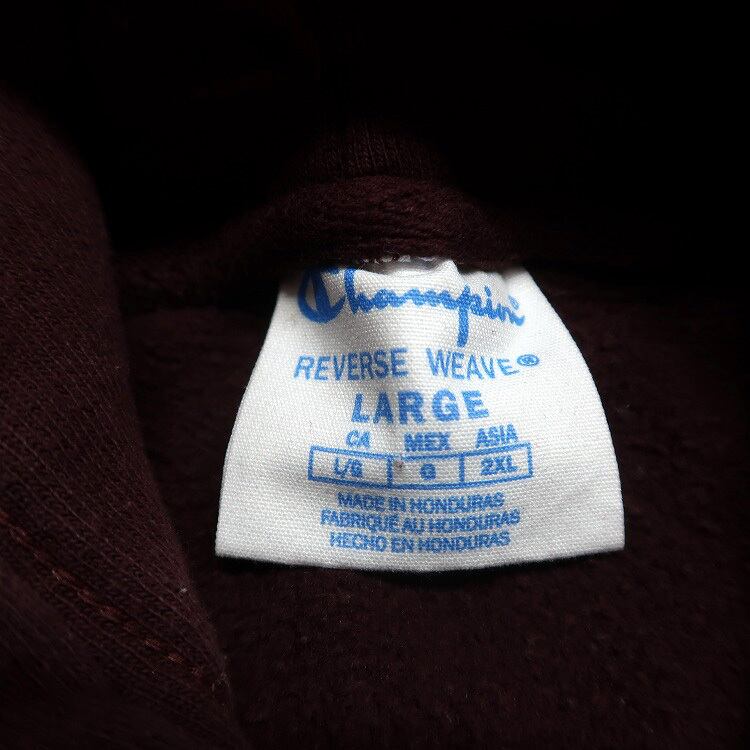 Champion
REVERSE WEAVE®
LARGE
CA MEX ASIA
L/G G 2XL
MADE IN HONDURAS
FABRIQUÉ AU HONDURAS
HECHO EN HONDURAS